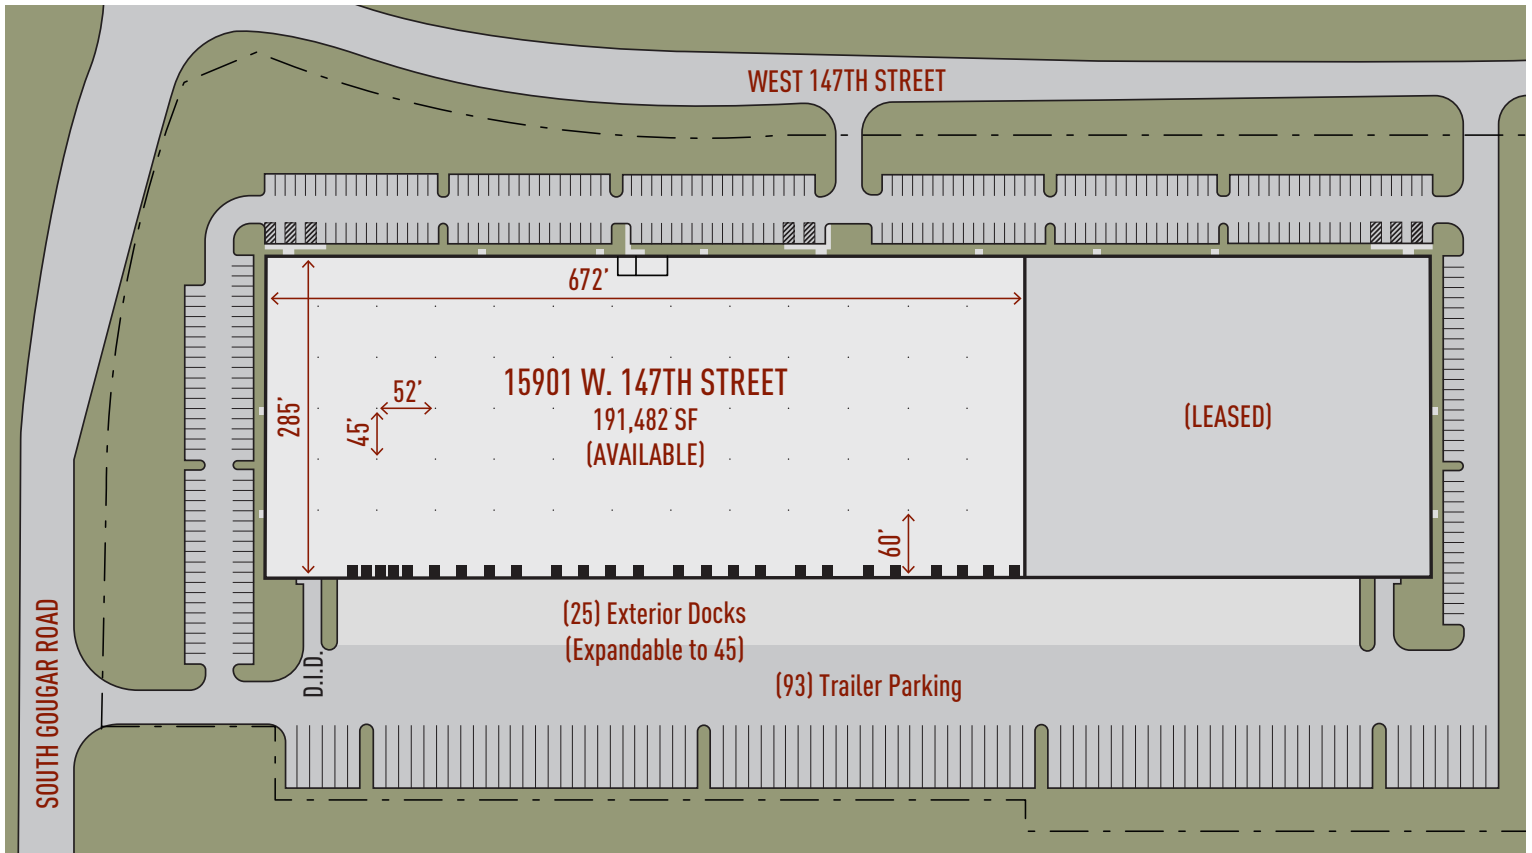 WEST 147TH STREET
672’
285’
15901 W. 147TH STREET
191,482 SF
(AVAILABLE)
52’
45’
(LEASED)
60’
(25) Exterior Docks
(Expandable to 45)
D.I.D.
(93) Trailer Parking
SOUTH GOUGAR ROAD